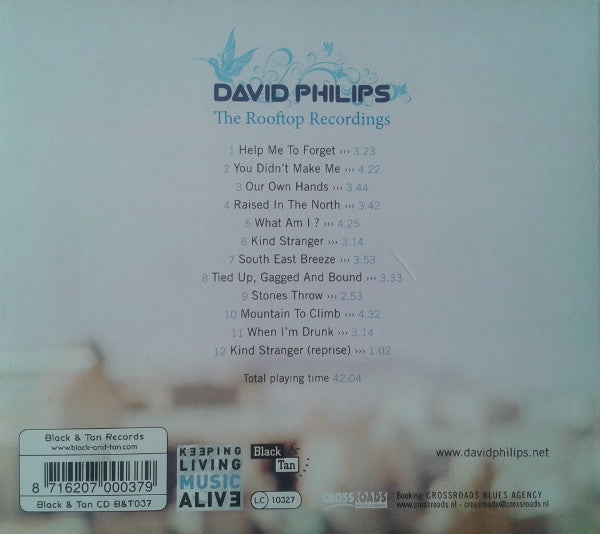 DAVID PHILIPS
The Rooftop Recordings
1 Help Me To Forget ››› 3.23
2 You Didn't Make Me ››› 4.22
3 Our Own Hands ››› 3.44
4 Raised In The North ››› 3.42
5 What Am I ? ››› 4.25
6 Kind Stranger ››› 3.14
7 South East Breeze ››› 3.53
8 Tied Up, Gagged And Bound ››› 3.33
9 Stones Throw ››› 2.53
10 Mountain To Climb ››› 4.32
11 When I'm Drunk ››› 3.14
12 Kind Stranger (reprise) ››› 1.02
Total playing time 42:04
Black & Tan Records
www.black-and-tan.com
8 716207 000379
Black & Tan CD B&T037
KEEPING
LIVING
MUSIC
ALIVE
Black
Tan
LC 10327
www.davidphilips.net
CROSSROADS
BLUES AGENCY
Booking: CROSSROADS BLUES AGENCY
www.crossroads.nl - crossroads@crossroads.nl